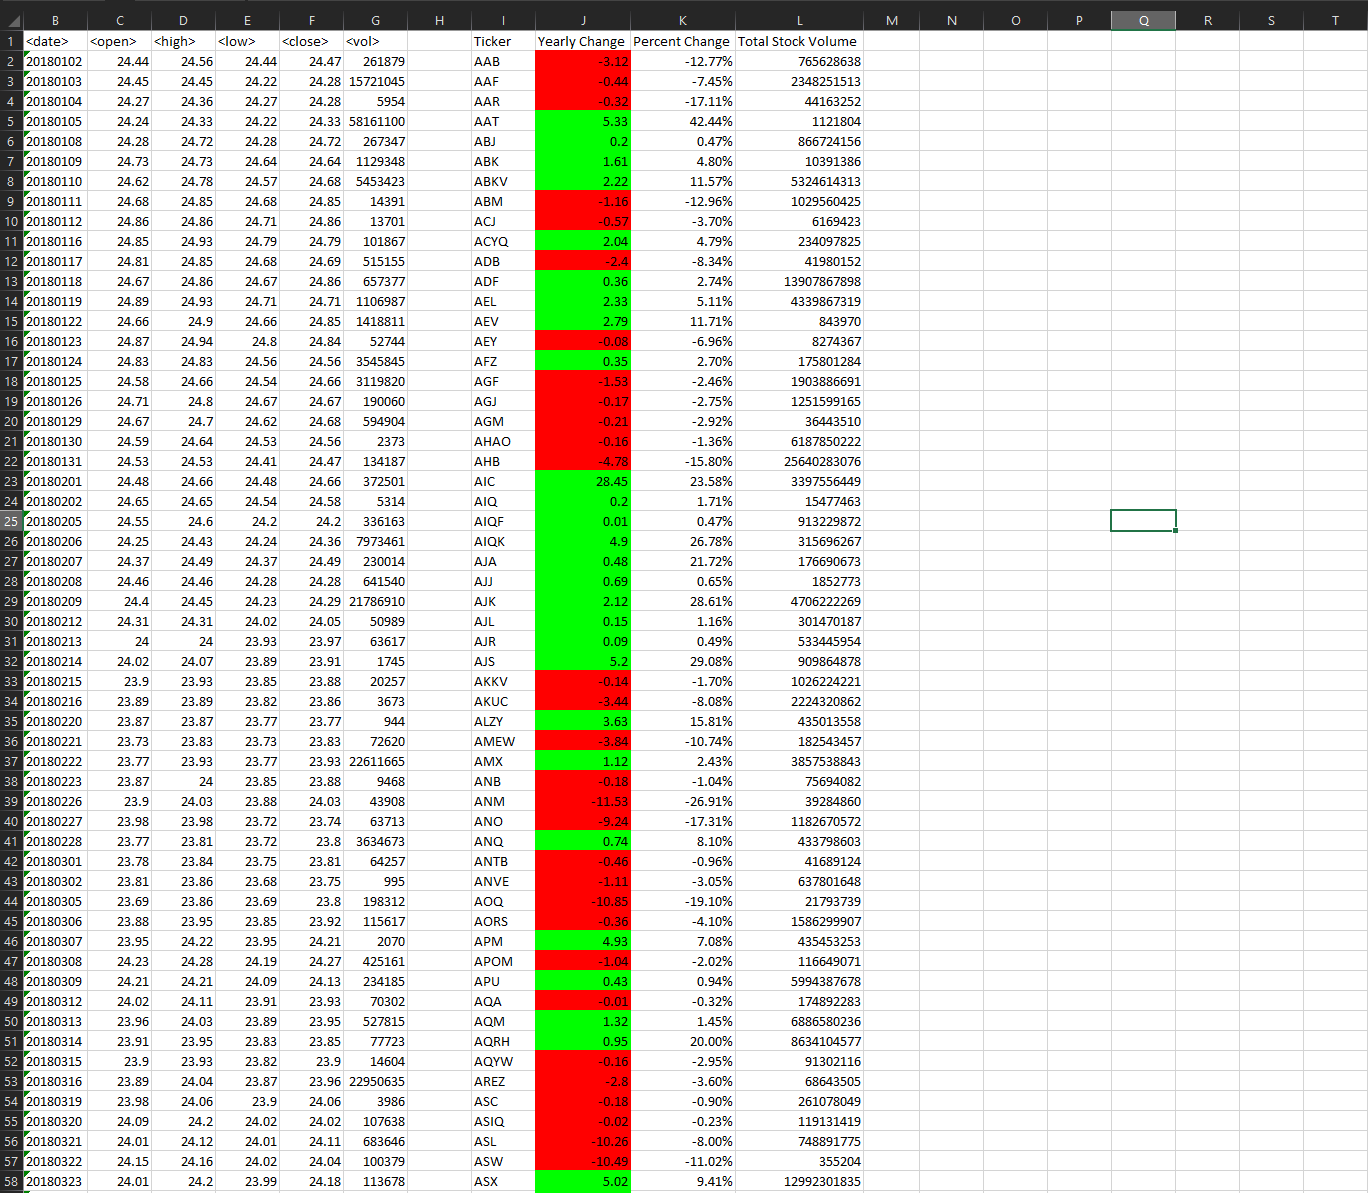 B C D E F G H I J K L M N O P Q R S T
1 <date> <open> <high> <low> <close> <vol> Ticker Yearly Change Percent Change Total Stock Volume
2 20180102 24.44 24.56 24.44 24.47 261879 AAB -3.12 -12.77% 765628638
3 20180103 24.45 24.45 24.22 24.28 15721045 AAF -0.44 -7.45% 2348251513
4 20180104 24.27 24.36 24.27 24.28 5954 AAR -0.32 -17.11% 44163252
5 20180105 24.24 24.33 24.22 24.33 58161100 AAT 5.33 42.44% 1121804
6 20180108 24.28 24.72 24.28 24.72 267347 ABJ 0.2 0.47% 866724156
7 20180109 24.73 24.73 24.64 24.64 1129348 ABK 1.61 4.80% 10391386
8 20180110 24.62 24.78 24.57 24.68 5453423 ABKV 2.22 11.57% 5324614313
9 20180111 24.68 24.85 24.68 24.85 14391 ABM -1.16 -12.96% 1029560425
10 20180112 24.86 24.86 24.71 24.86 13701 ACJ -0.57 -3.70% 6169423
11 20180116 24.85 24.93 24.79 24.79 101867 ACYQ 2.04 4.79% 234097825
12 20180117 24.81 24.85 24.68 24.69 515155 ADB -2.4 -8.34% 41980152
13 20180118 24.67 24.86 24.67 24.86 657377 ADF 0.36 2.74% 13907867898
14 20180119 24.89 24.93 24.71 24.71 1106987 AEL 2.33 5.11% 4339867319
15 20180122 24.66 24.9 24.66 24.85 1418811 AEV 2.79 11.71% 843970
16 20180123 24.87 24.94 24.8 24.84 52744 AEY -0.08 -6.96% 8274367
17 20180124 24.83 24.83 24.56 24.56 3545845 AFZ 0.35 2.70% 175801284
18 20180125 24.58 24.66 24.54 24.66 3119820 AGF -1.53 -2.46% 1903886691
19 20180126 24.71 24.8 24.67 24.67 190060 AGJ -0.17 -2.75% 1251599165
20 20180129 24.67 24.7 24.62 24.68 594904 AGM -0.21 -2.92% 36443510
21 20180130 24.59 24.64 24.53 24.56 2373 AHAO -0.16 -1.36% 6187850222
22 20180131 24.53 24.53 24.41 24.47 134187 AHB -4.78 -15.80% 25640283076
23 20180201 24.48 24.66 24.48 24.66 372501 AIC 28.45 23.58% 3397556449
24 20180202 24.65 24.65 24.54 24.58 5314 AIQ 0.2 1.71% 15477463
25 20180205 24.55 24.6 24.2 24.2 336163 AIQF 0.01 0.47% 913229872
26 20180206 24.25 24.43 24.24 24.36 7973461 AIQK 4.9 26.78% 315696267
27 20180207 24.37 24.49 24.37 24.49 230014 AJA 0.48 21.72% 176690673
28 20180208 24.46 24.46 24.28 24.28 641540 AJJ 0.69 0.65% 1852773
29 20180209 24.4 24.45 24.23 24.29 21786910 AJK 2.12 28.61% 4706222269
30 20180212 24.31 24.31 24.02 24.05 50989 AJL 0.15 1.16% 301470187
31 20180213 24 24 23.93 23.97 63617 AJR 0.09 0.49% 533445954
32 20180214 24.02 24.07 23.89 23.91 1745 AJS 5.2 29.08% 909864878
33 20180215 23.9 23.93 23.85 23.88 20257 AKKV -0.14 -1.70% 1026224221
34 20180216 23.89 23.89 23.82 23.86 3673 AKUC -3.44 -8.08% 2224320862
35 20180220 23.87 23.87 23.77 23.77 944 ALZY 3.63 15.81% 435013558
36 20180221 23.73 23.83 23.73 23.83 72620 AMEW -3.84 -10.74% 182543457
37 20180222 23.77 23.93 23.77 23.93 22611665 AMX 1.12 2.43% 3857538843
38 20180223 23.87 24 23.85 23.88 9468 ANB -0.18 -1.04% 75694082
39 20180226 23.9 24.03 23.88 24.03 43908 ANM -11.53 -26.91% 39284860
40 20180227 23.98 23.98 23.72 23.74 63713 ANO -9.24 -17.31% 1182670572
41 20180228 23.77 23.81 23.72 23.8 3634673 ANQ 0.74 8.10% 433798603
42 20180301 23.78 23.84 23.75 23.81 64257 ANTB -0.46 -0.96% 41689124
43 20180302 23.81 23.86 23.68 23.75 995 ANVE -1.11 -3.05% 637801648
44 20180305 23.69 23.86 23.69 23.8 198312 AOQ -10.85 -19.10% 21793739
45 20180306 23.88 23.95 23.85 23.92 115617 AORS -0.36 -4.10% 1586299907
46 20180307 23.95 24.22 23.95 24.21 2070 APM 4.93 7.08% 435453253
47 20180308 24.23 24.28 24.19 24.27 425161 APOM -1.04 -2.02% 116649071
48 20180309 24.21 24.21 24.09 24.13 234185 APU 0.43 0.94% 5994387678
49 20180312 24.02 24.11 23.91 23.93 70302 AQA -0.01 -0.32% 174892283
50 20180313 23.96 24.03 23.89 23.95 527815 AQM 1.32 1.45% 6886580236
51 20180314 23.91 23.95 23.83 23.85 77723 AQRH 0.95 20.00% 8634104577
52 20180315 23.9 23.93 23.82 23.9 14604 AQYW -0.16 -2.95% 91302116
53 20180316 23.89 24.04 23.87 23.96 22950635 AREZ -2.8 -3.60% 68643505
54 20180319 23.98 24.06 23.9 24.06 3986 ASC -0.18 -0.90% 261078049
55 20180320 24.09 24.2 24.02 24.02 107638 ASIQ -0.02 -0.23% 119131419
56 20180321 24.01 24.12 24.01 24.11 683646 ASL -10.26 -8.00% 748891775
57 20180322 24.15 24.16 24.02 24.04 100379 ASW -10.49 -11.02% 355204
58 20180323 24.01 24.2 23.99 24.18 113678 ASX 5.02 9.41% 12992301835